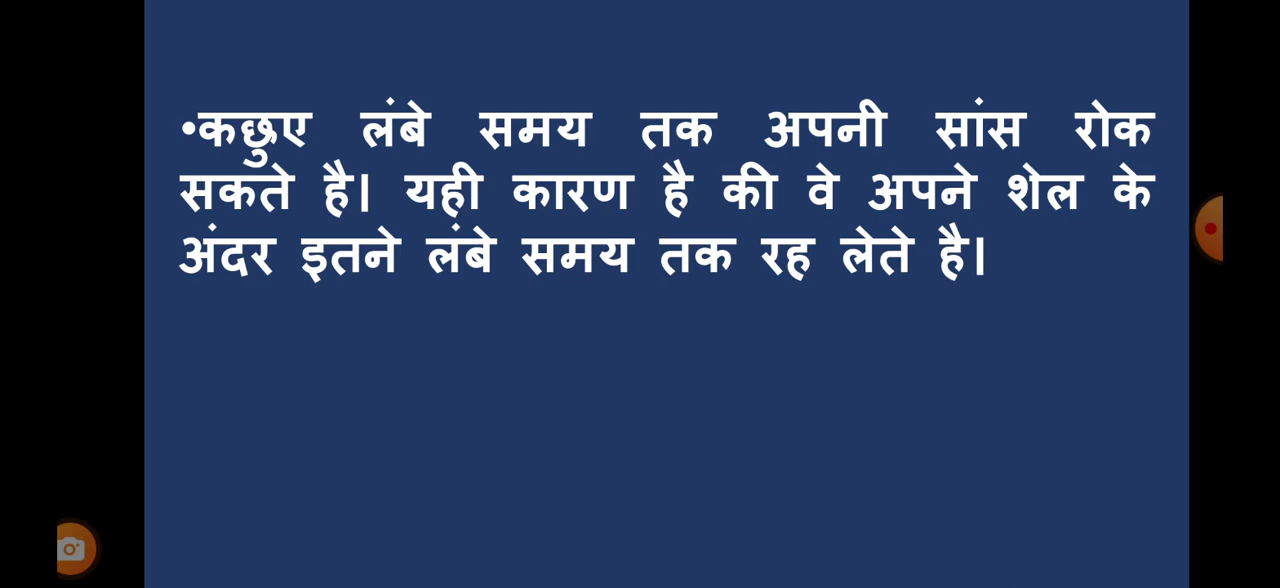 •कछुए लंबे समय तक अपनी सांस रोक
सकते है। यही कारण है की वे अपने शेल के
अंदर इतने लंबे समय तक रह लेते है।